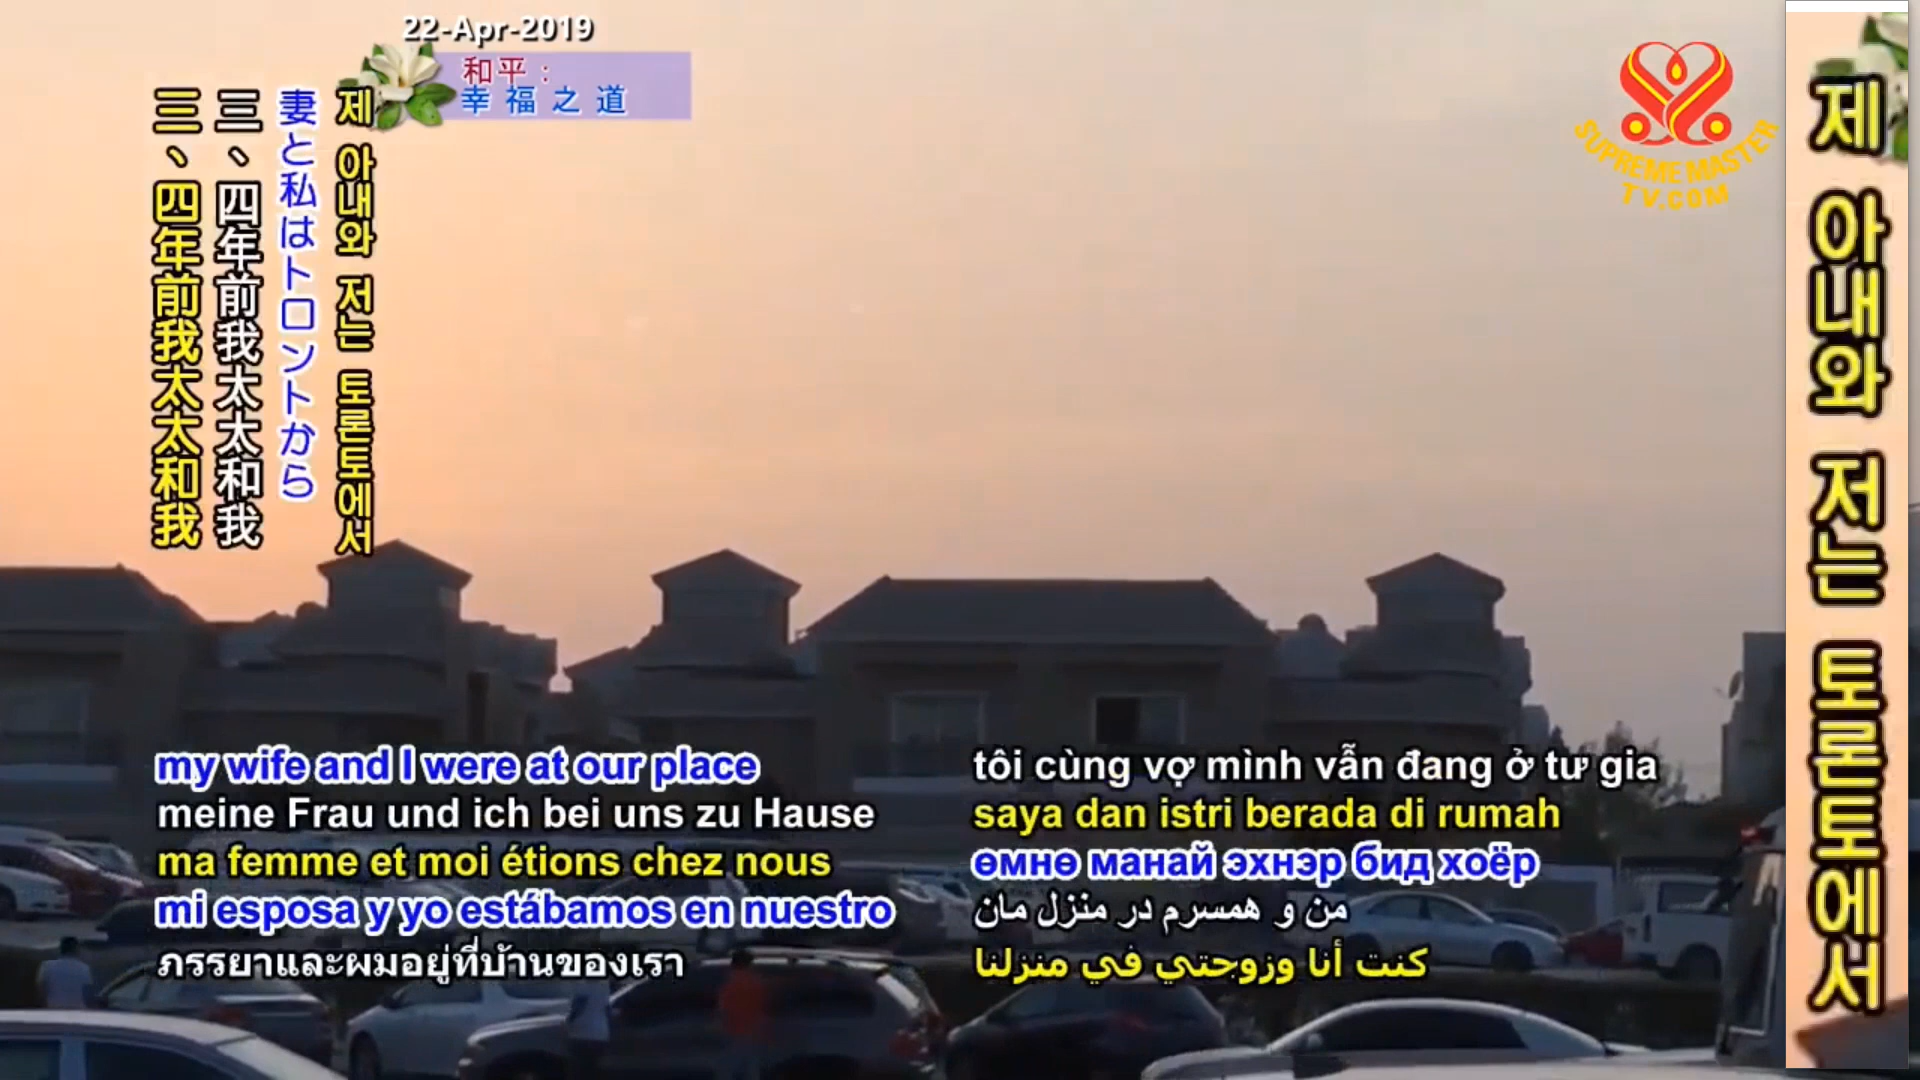 22-Apr-2019
和平：
幸福之道
SUPREME MASTER
TV.COM
제 아내와 저는 토론토에서
妻と私はトロントから
三、四年前我太太和我
三、四年前我太太和我
제 아내와 저는 토론토에서
my wife and I were at our place
meine Frau und ich bei uns zu Hause
ma femme et moi étions chez nous
mi esposa y yo estábamos en nuestro
ภรรยาและผมอยู่ที่บ้านของเรา
tôi cùng vợ mình vẫn đang ở tư gia
saya dan istri berada di rumah
өмнө манай эхнэр бид хоёр
من و همسرم در منزل مان
كنت أنا وزوجتي في منزلنا